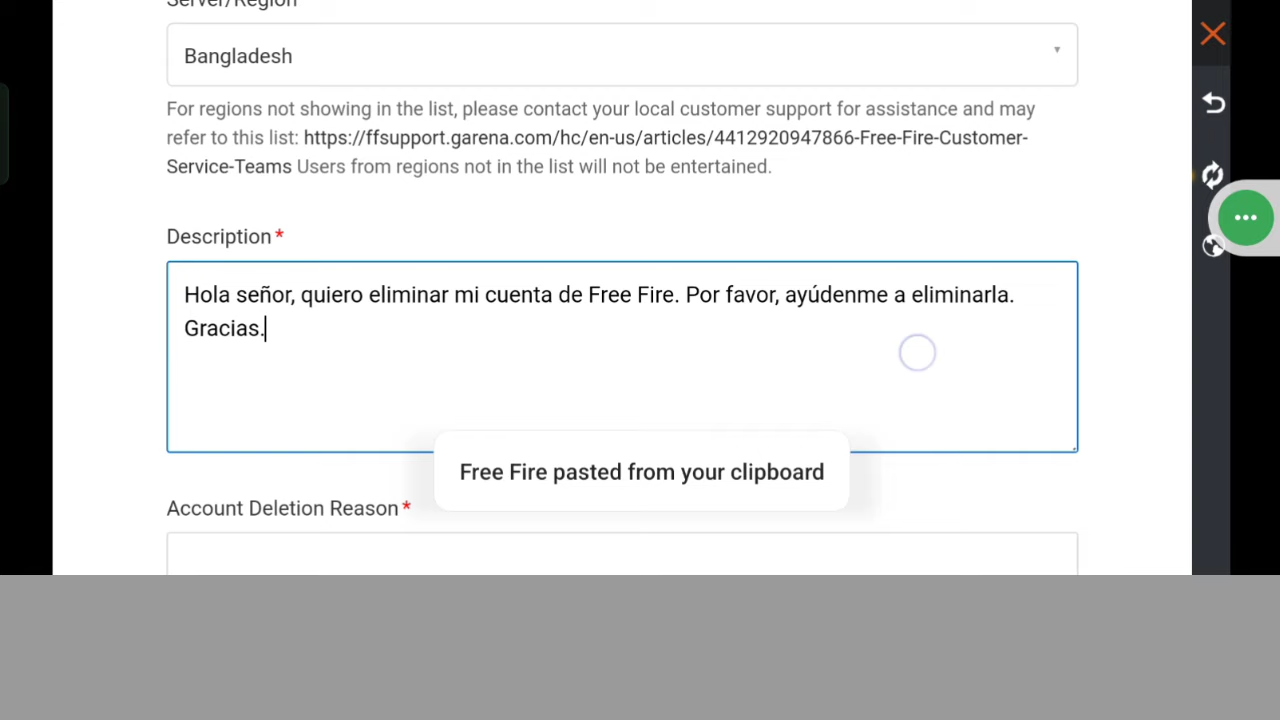 Server/Region
Bangladesh
For regions not showing in the list, please contact your local customer support for assistance and may
refer to this list: https://ffsupport.garena.com/hc/en-us/articles/4412920947866-Free-Fire-Customer-
Service-Teams Users from regions not in the list will not be entertained.
Description*
Hola señor, quiero eliminar mi cuenta de Free Fire. Por favor, ayúdenme a eliminarla.
Gracias.
Free Fire pasted from your clipboard
Account Deletion Reason*